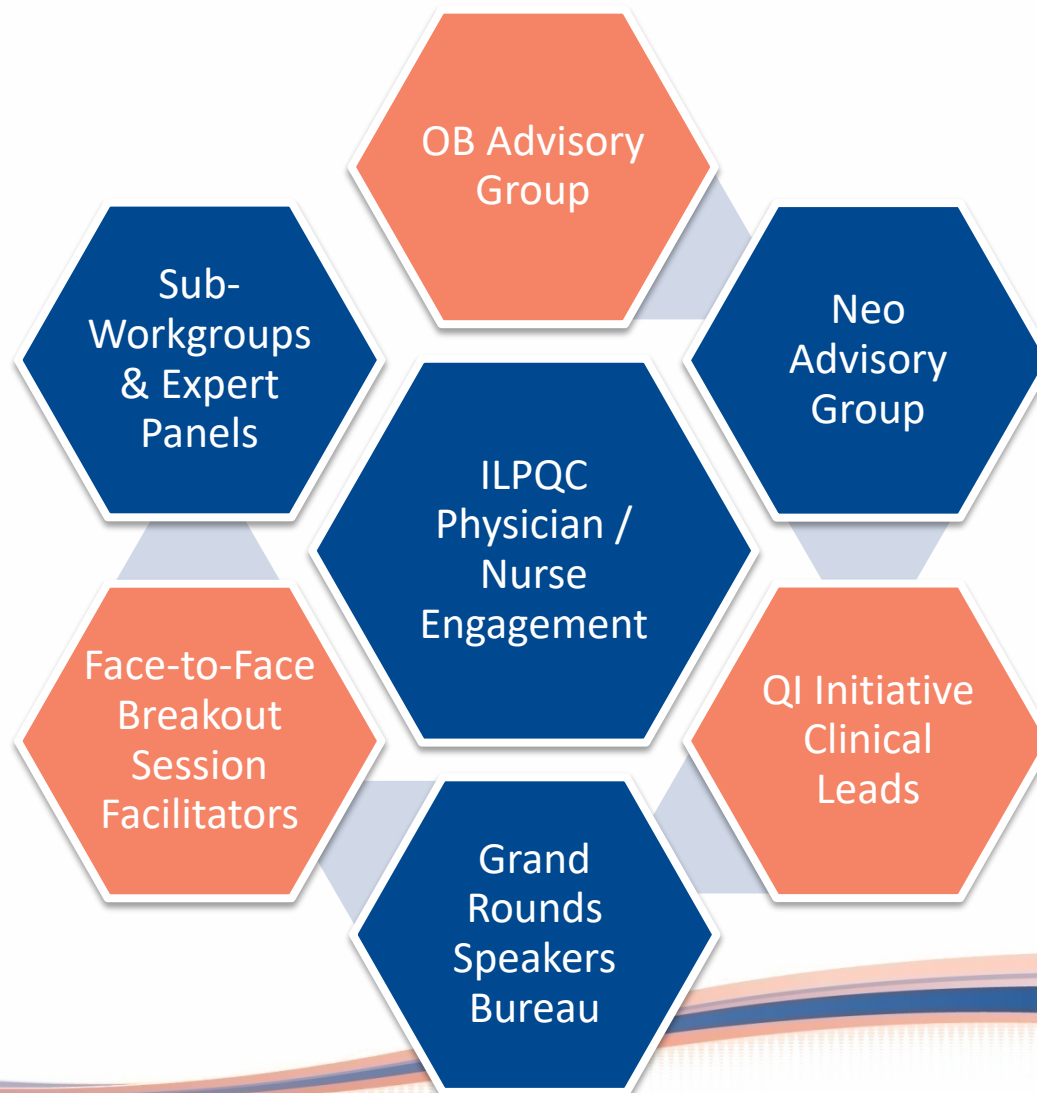 OB Advisory
Group
Neo
Advisory
Group
QI Initiative
Clinical
Leads
Grand
Rounds
Speakers
Bureau
Face-to-Face
Breakout
Session
Facilitators
Sub-
Workgroups
& Expert
Panels
ILPQC
Physician /
Nurse
Engagement